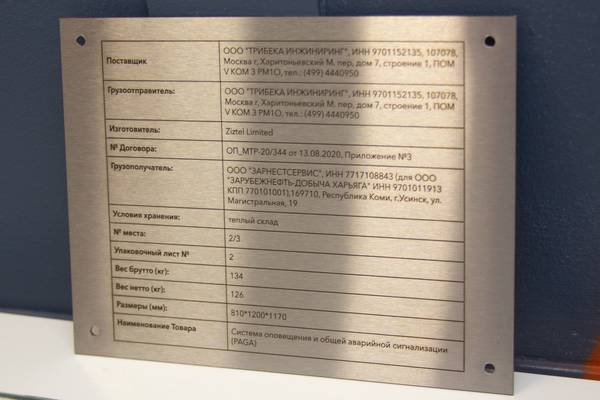 Поставщик
ООО "ТРИБЕКА ИНЖИНИРИНГ", ИНН 9701152135, 107078,
Москва г, Харитоньевский М. пер, дом 7, строение 1, ПОМ
V КОМ 3 РМ1О, тел.: (499) 4440950
Грузоотправитель:
ООО "ТРИБЕКА ИНЖИНИРИНГ", ИНН 9701152135, 107078,
Москва г, Харитоньевский М. пер, дом 7, строение 1, ПОМ
V КОМ 3 РМ1О, тел.: (499) 4440950
Изготовитель:
Ziztel Limited
№ Договора:
ОП_МТР-20/344 от 13.08.2020, Приложение №3
Грузополучатель:
ООО "ЗАРНЕСТСЕРВИС", ИНН 7717108843 (для ООО
"ЗАРУБЕЖНЕФТЬ-ДОБЫЧА ХАРЬЯГА" ИНН 9701011913
КПП 770101001),169710, Республика Коми, г.Усинск, ул.
Магистральная, 19
Условия хранения:
теплый склад
№ места:
2/3
Упаковочный лист №
2
Вес брутто (кг):
134
Вес нетто (кг):
126
Размеры (мм):
810*1200*1170
Наименование Товара
Система оповещения и общей аварийной сигнализации
(PAGA)